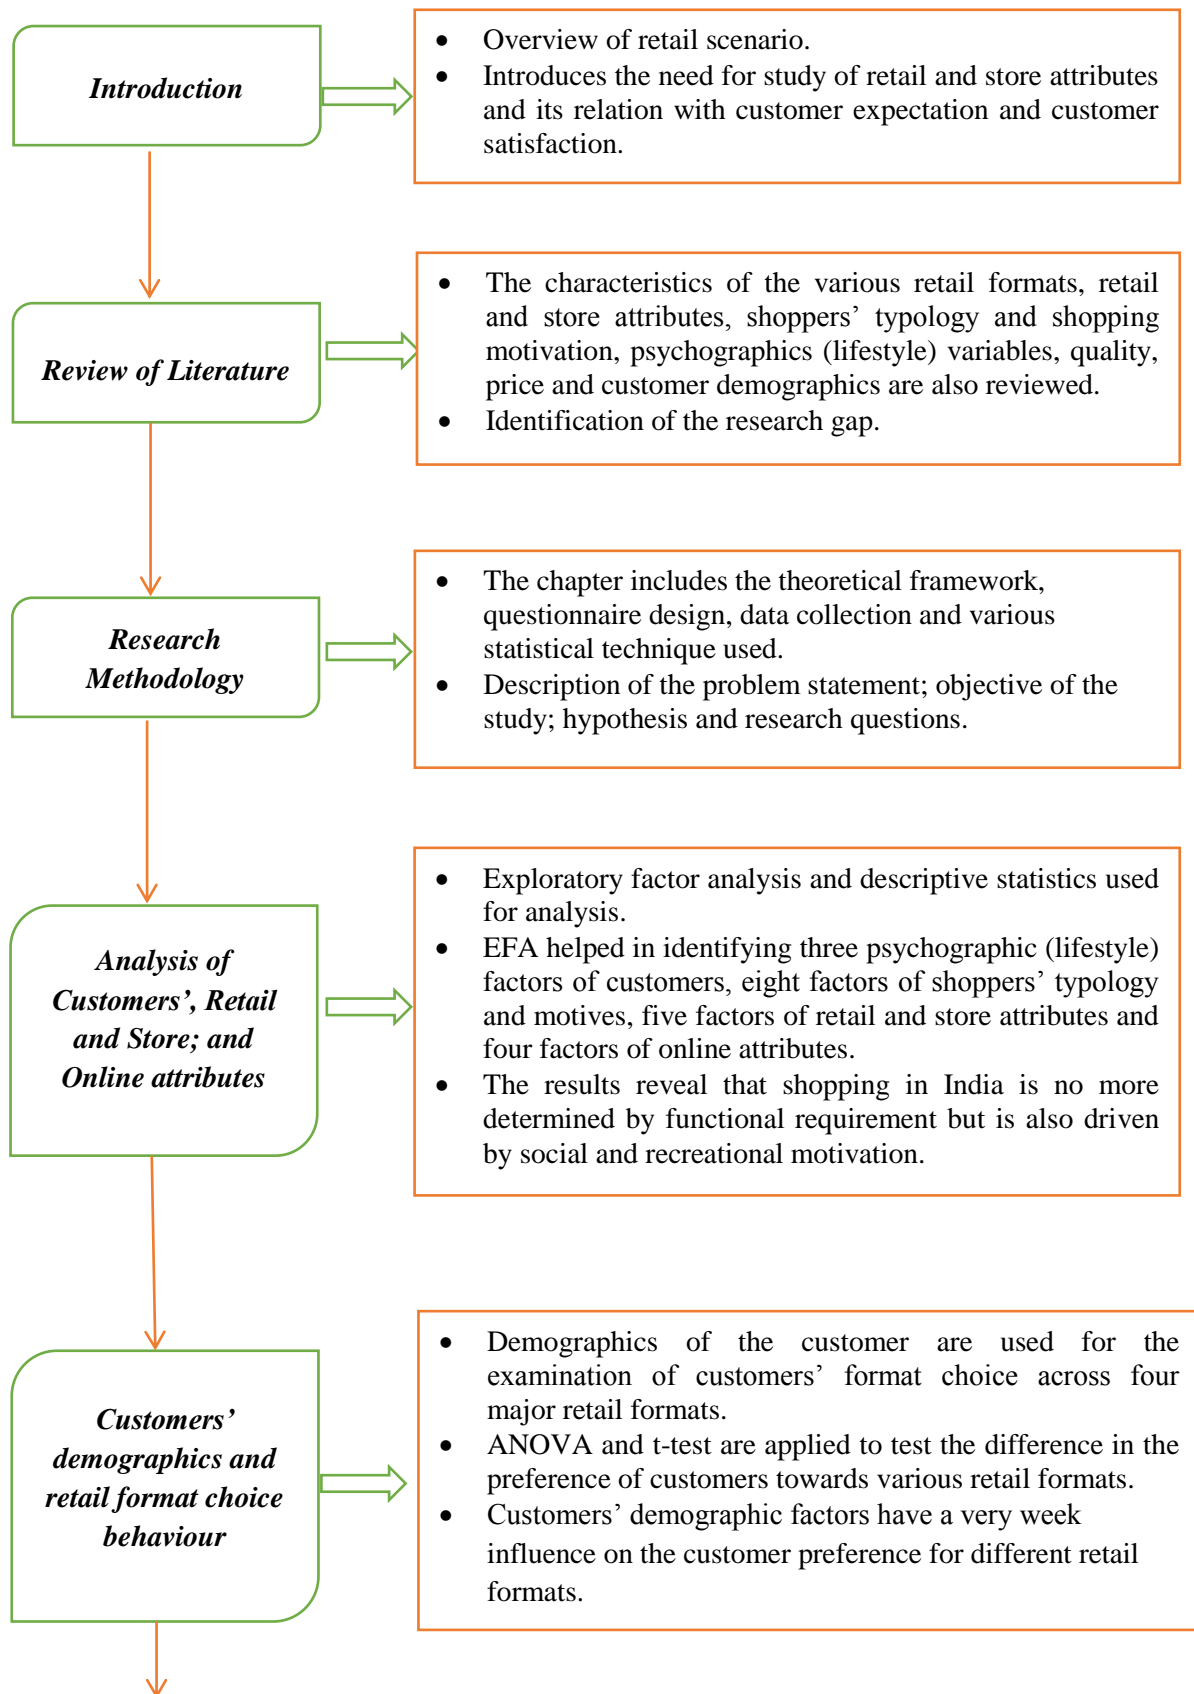 Introduction
• Overview of retail scenario.
• Introduces the need for study of retail and store attributes
and its relation with customer expectation and customer
satisfaction.
Review of Literature
• The characteristics of the various retail formats, retail
and store attributes, shoppers’ typology and shopping
motivation, psychographics (lifestyle) variables, quality,
price and customer demographics are also reviewed.
• Identification of the research gap.
Research
Methodology
• The chapter includes the theoretical framework,
questionnaire design, data collection and various
statistical technique used.
• Description of the problem statement; objective of the
study; hypothesis and research questions.
Analysis of
Customers’, Retail
and Store; and
Online attributes
• Exploratory factor analysis and descriptive statistics used
for analysis.
• EFA helped in identifying three psychographic (lifestyle)
factors of customers, eight factors of shoppers’ typology
and motives, five factors of retail and store attributes and
four factors of online attributes.
• The results reveal that shopping in India is no more
determined by functional requirement but is also driven
by social and recreational motivation.
Customers’
demographics and
retail format choice
behaviour
• Demographics of the customer are used for the
examination of customers’ format choice across four
major retail formats.
• ANOVA and t-test are applied to test the difference in the
preference of customers towards various retail formats.
• Customers’ demographic factors have a very week
influence on the customer preference for different retail
formats.